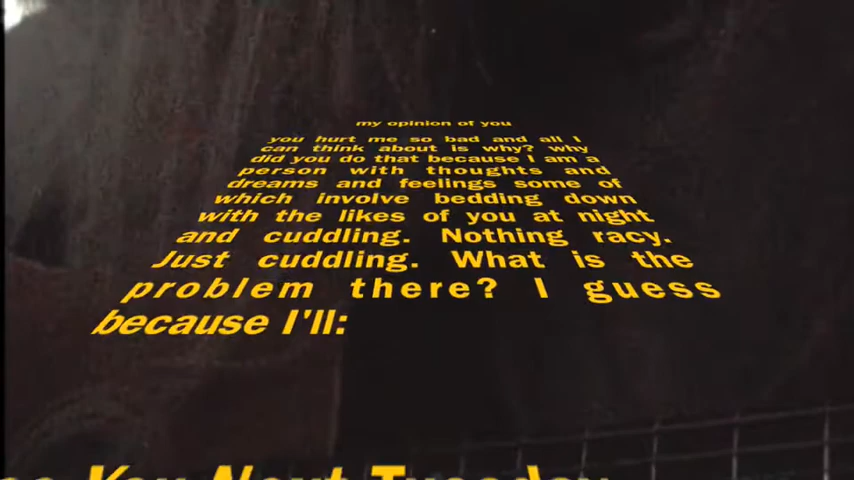 my opinion of you
you hurt me so bad and all I
can think about is why? why
did you do that because I am a
person with thoughts and
dreams and feelings some of
which involve bedding down
with the likes of you at night
and cuddling. Nothing racy.
Just cuddling. What is the
problem there? I guess
because I'll:
You Next Tuesday